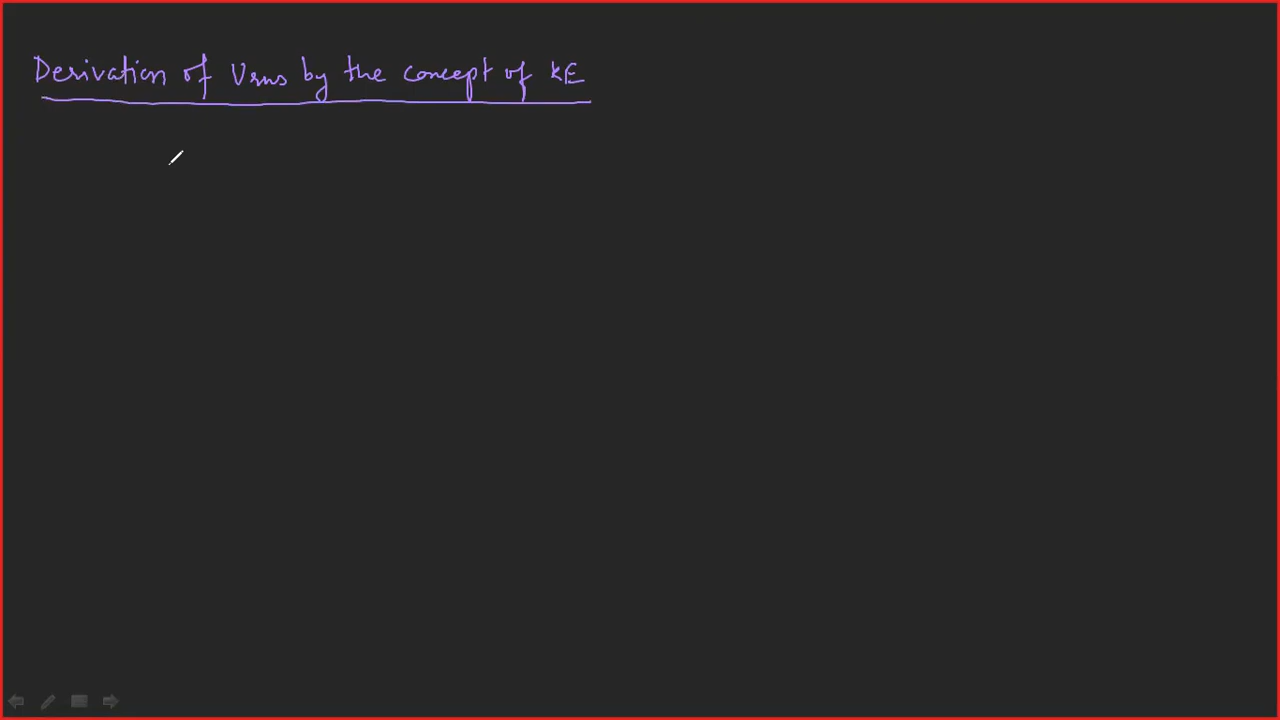 Derivation of Vrms by the concept of KE